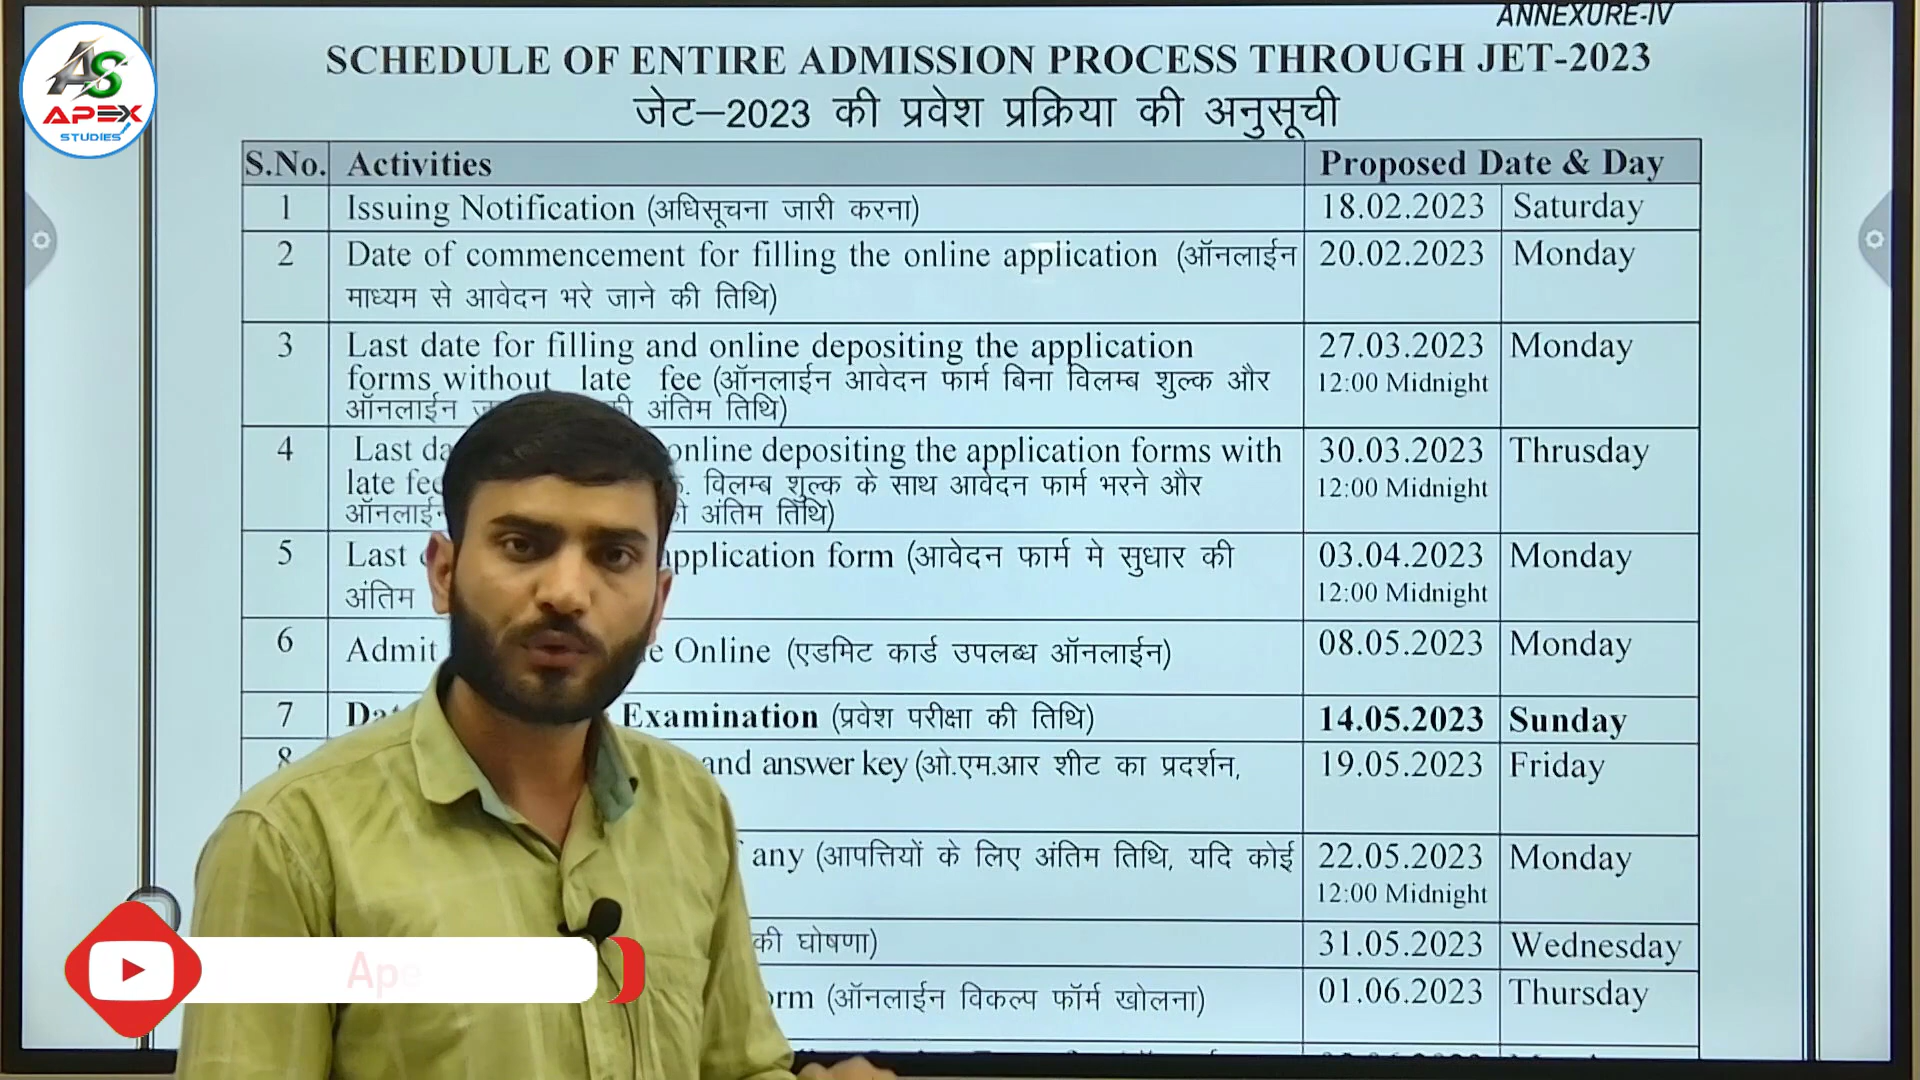 ANNEXURE-IV
AS
APEX
STUDIES
SCHEDULE OF ENTIRE ADMISSION PROCESS THROUGH JET-2023
जेट–2023 की प्रवेश प्रक्रिया की अनुसूची
S.No. Activities Proposed Date & Day
1 Issuing Notification (अधिसूचना जारी करना) 18.02.2023 Saturday
2 Date of commencement for filling the online application (ऑनलाईन 20.02.2023 Monday
माध्यम से आवेदन भरे जाने की तिथि)
3 Last date for filling and online depositing the application 27.03.2023 Monday
forms without late fee (ऑनलाईन आवेदन फार्म बिना विलम्ब शुल्क और 12:00 Midnight
ऑनलाईन अंतिम तिथि)
4 Last online depositing the application forms with 30.03.2023 Thrusday
late विलम्ब शुल्क के साथ आवेदन फार्म भरने और 12:00 Midnight
अंतिम तिथि)
5 Last application form (आवेदन फार्म मे सुधार की 03.04.2023 Monday
अंतिम 12:00 Midnight
6 Admit Online (एडमिट कार्ड उपलब्ध ऑनलाईन) 08.05.2023 Monday
7 Examination (प्रवेश परीक्षा की तिथि) 14.05.2023 Sunday
8 and answer key (ओ.एम.आर शीट का प्रदर्शन, 19.05.2023 Friday
any (आपत्तियों के लिए अंतिम तिथि, यदि कोई 22.05.2023 Monday
12:00 Midnight
की घोषणा) 31.05.2023 Wednesday
(ऑनलाईन विकल्प फॉर्म खोलना) 01.06.2023 Thursday